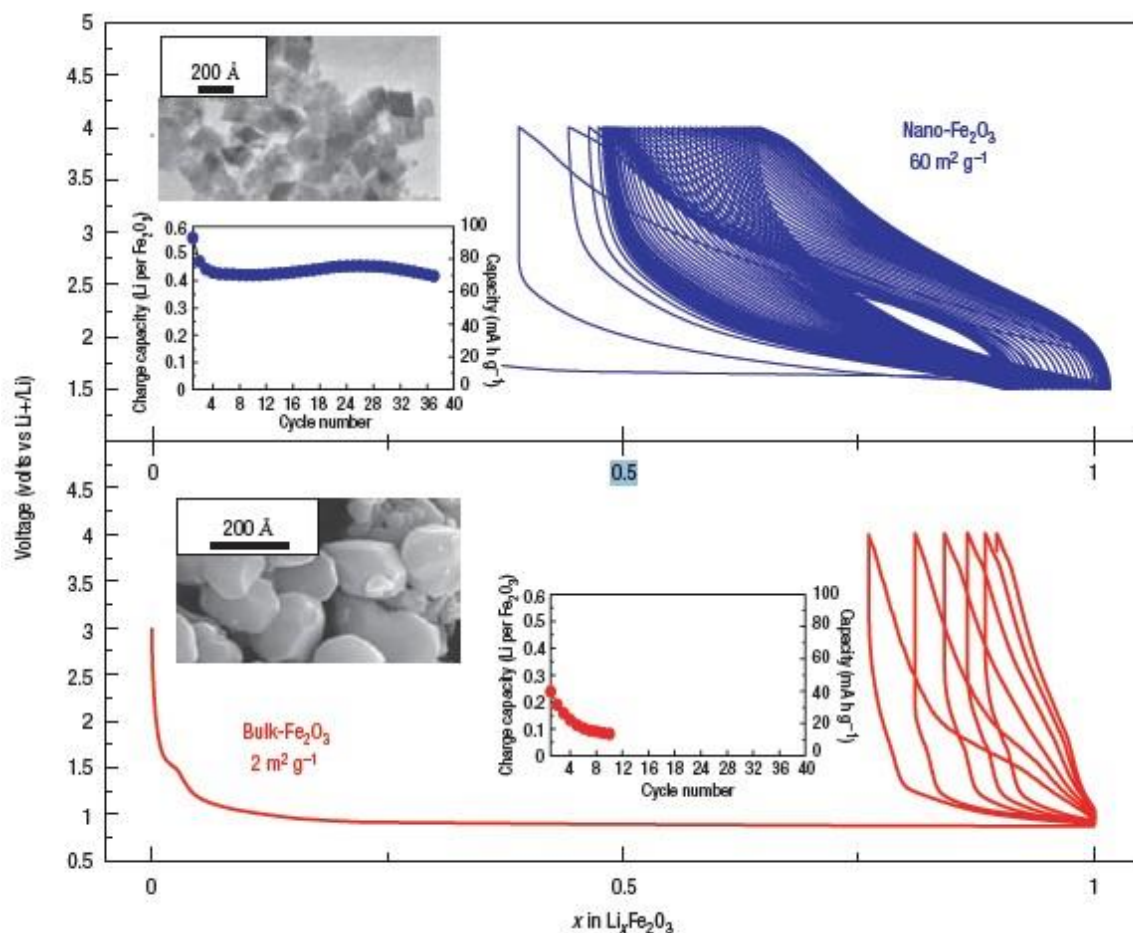 5
4.5
4
3.5
3
2.5
2
1.5
200 Å
Nano-Fe₂O₃
60 m² g⁻¹
Charge capacity (Li per Fe₂O₃)
0.6
0.5
0.4
0.3
0.2
0.1
0
100
80
60
40
20
0
Capacity (mA h g⁻¹)
4 8 12 16 20 24 28 32 36 40
Cycle number
0 0.5 1
Voltage (volts vs Li+/Li)
4.5
4
3
2.5
2
1.5
1
0.5
200 Å
Bulk-Fe₂O₃
2 m² g⁻¹
Charge capacity (Li per Fe₂O₃)
0.6
0.5
0.4
0.3
0.2
0.1
0
100
80
60
40
20
0
Capacity (mA h g⁻¹)
4 8 12 16 20 24 28 32 36 40
Cycle number
0 0.5 1
x in LiₓFe₂O₃